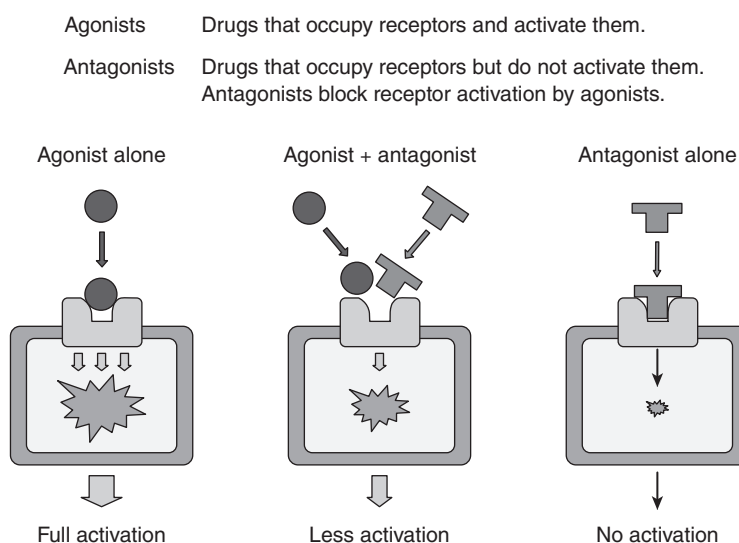 Agonists Drugs that occupy receptors and activate them.
Antagonists Drugs that occupy receptors but do not activate them.
Antagonists block receptor activation by agonists.
Agonist alone Agonist + antagonist Antagonist alone
Full activation Less activation No activation